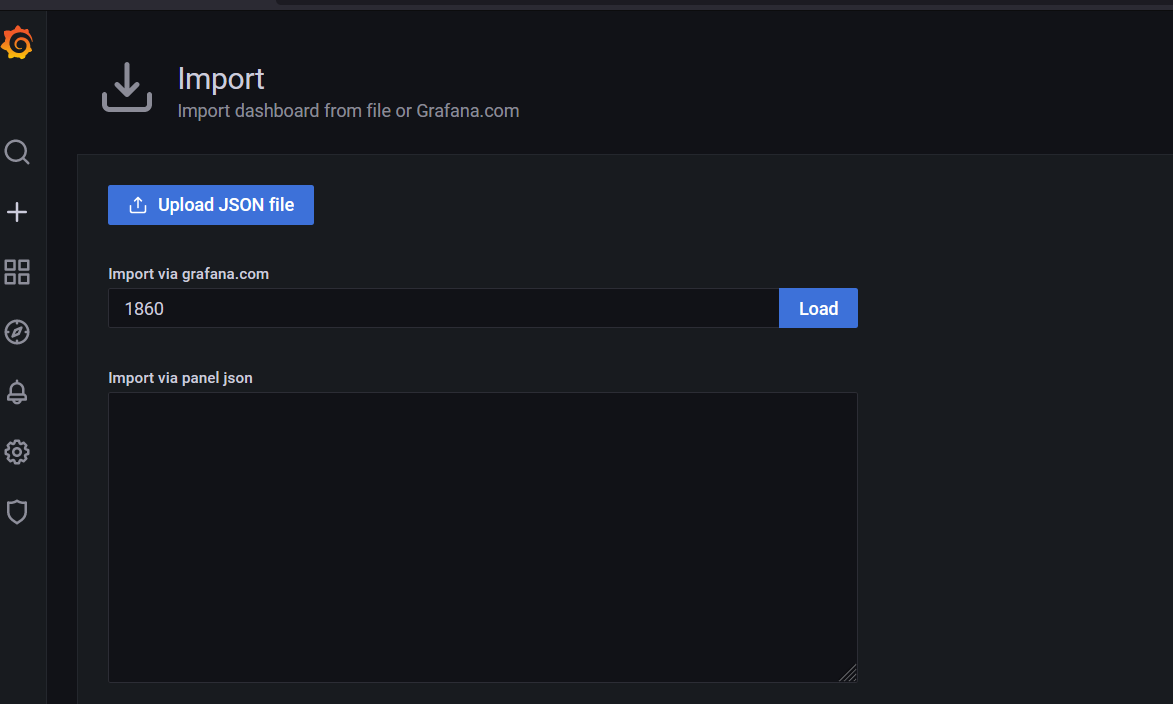 Import
Import dashboard from file or Grafana.com
Upload JSON file
Import via grafana.com
1860
Load
Import via panel json